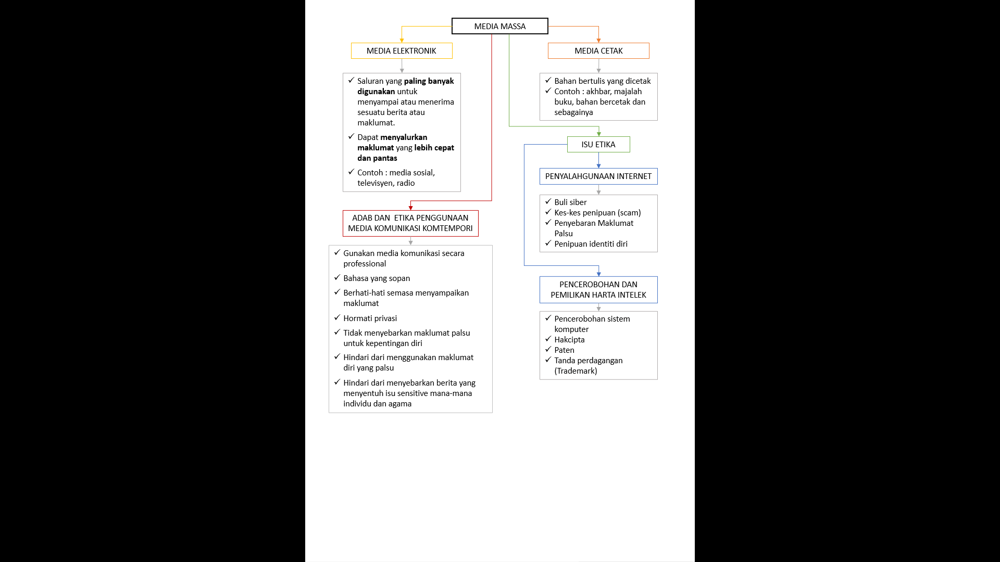 MEDIA MASSA
MEDIA ELEKTRONIK
Saluran yang paling banyak
digunakan untuk
menyampai atau menerima
sesuatu berita atau
maklumat.
Dapat menyalurkan
maklumat yang lebih cepat
dan pantas
Contoh : media sosial,
televisyen, radio
ADAB DAN  ETIKA PENGGUNAAN
MEDIA KOMUNIKASI KOMTEMPORI
Gunakan media komunikasi secara
professional
Bahasa yang sopan
Berhati-hati semasa menyampaikan
maklumat
Hormati privasi
Tidak menyebarkan maklumat palsu
untuk kepentingan diri
Hindari dari menggunakan maklumat
diri yang palsu
Hindari dari menyebarkan berita yang
menyentuh isu sensitive mana-mana
individu dan agama
MEDIA CETAK
Bahan bertulis yang dicetak
Contoh : akhbar, majalah
buku, bahan bercetak dan
sebagainya
ISU ETIKA
PENYALAHGUNAAN INTERNET
Buli siber
Kes-kes penipuan (scam)
Penyebaran Maklumat
Palsu
Penipuan identiti diri
PENCEROBOHAN DAN
PEMILIKAN HARTA INTELEK
Pencerobohan sistem
komputer
Hakcipta
Paten
Tanda perdagangan
(Trademark)